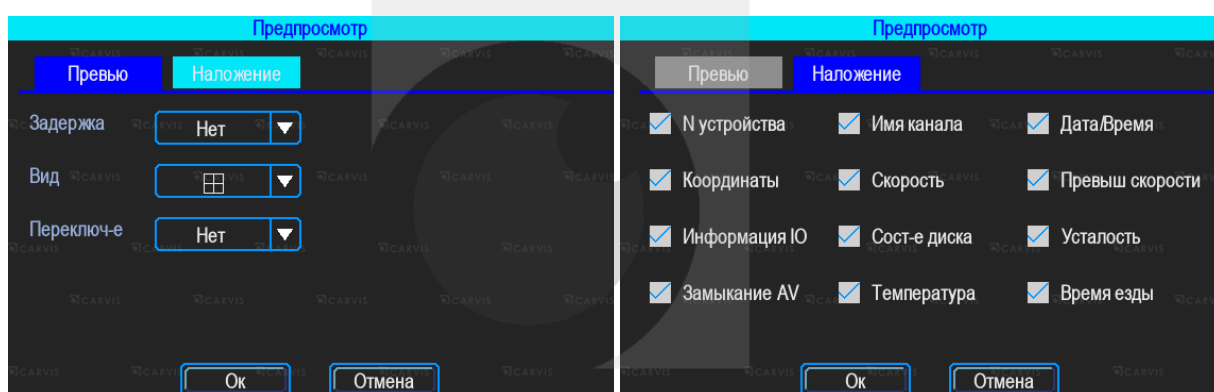 Предпросмотр
Превью Наложение
Задержка Нет
Вид
Переключ-е Нет
Ок Отмена
Предпросмотр
Превью Наложение
N устройства Имя канала Дата/Время
Координаты Скорость Превыш скорости
Информация IO Сост-е диска Усталость
Замыкание AV Температура Время езды
Ок Отмена
CARVIS